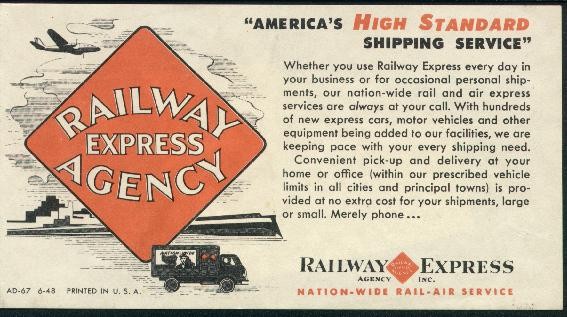 "AMERICA'S HIGH STANDARD
SHIPPING SERVICE"
Whether you use Railway Express every day in
your business or for occasional personal ship-
ments, our nation-wide rail and air express
services are always at your call. With hundreds
of new express cars, motor vehicles and other
equipment being added to our facilities, we are
keeping pace with your every shipping need.
Convenient pick-up and delivery at your
home or office (within our prescribed vehicle
limits in all cities and principal towns) is pro-
vided at no extra cost for your shipments, large
or small. Merely phone...
RAILWAY
EXPRESS
AGENCY
NATION-WIDE
RAILWAY EXPRESS
AGENCY INC.
NATION-WIDE RAIL-AIR SERVICE
AD-67 6-48 PRINTED IN U. S. A.